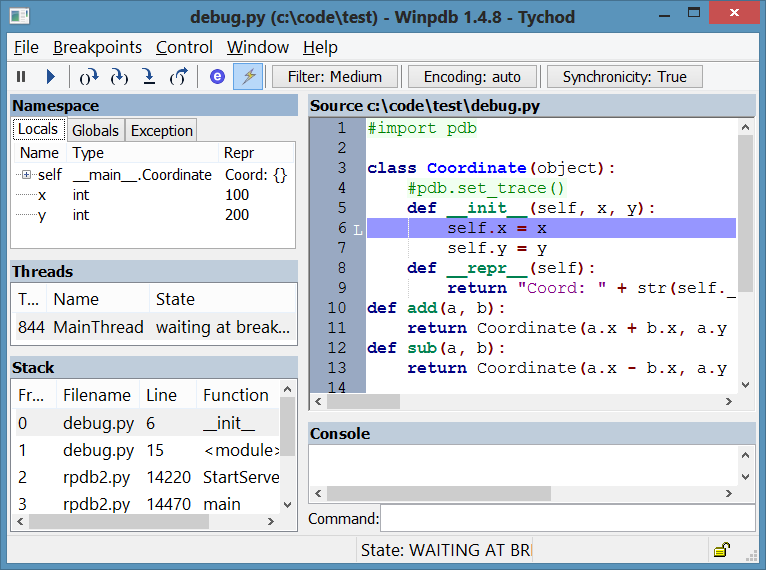 debug.py (c:\code\test) - Winpdb 1.4.8 - Tychod
File Breakpoints Control Window Help
e Filter: Medium Encoding: auto Synchronicity: True
Namespace
Locals Globals Exception
Name Type Repr
self __main__.Coordinate Coord: {}
x int 100
y int 200
Threads
T... Name State
844 MainThread waiting at break...
Stack
Fr... Filename Line Function
0 debug.py 6 __init__
1 debug.py 15 <module>
2 rpdb2.py 14220 StartServe
3 rpdb2.py 14470 main
Source c:\code\test\debug.py
1 #import pdb
2
3 class Coordinate(object):
4 #pdb.set_trace()
5 def __init__(self, x, y):
6 L self.x = x
7 self.y = y
8 def __repr__(self):
9 return "Coord: " + str(self._
10 def add(a, b):
11 return Coordinate(a.x + b.x, a.y
12 def sub(a, b):
13 return Coordinate(a.x - b.x, a.y
14
Console
Command:
State: WAITING AT BR